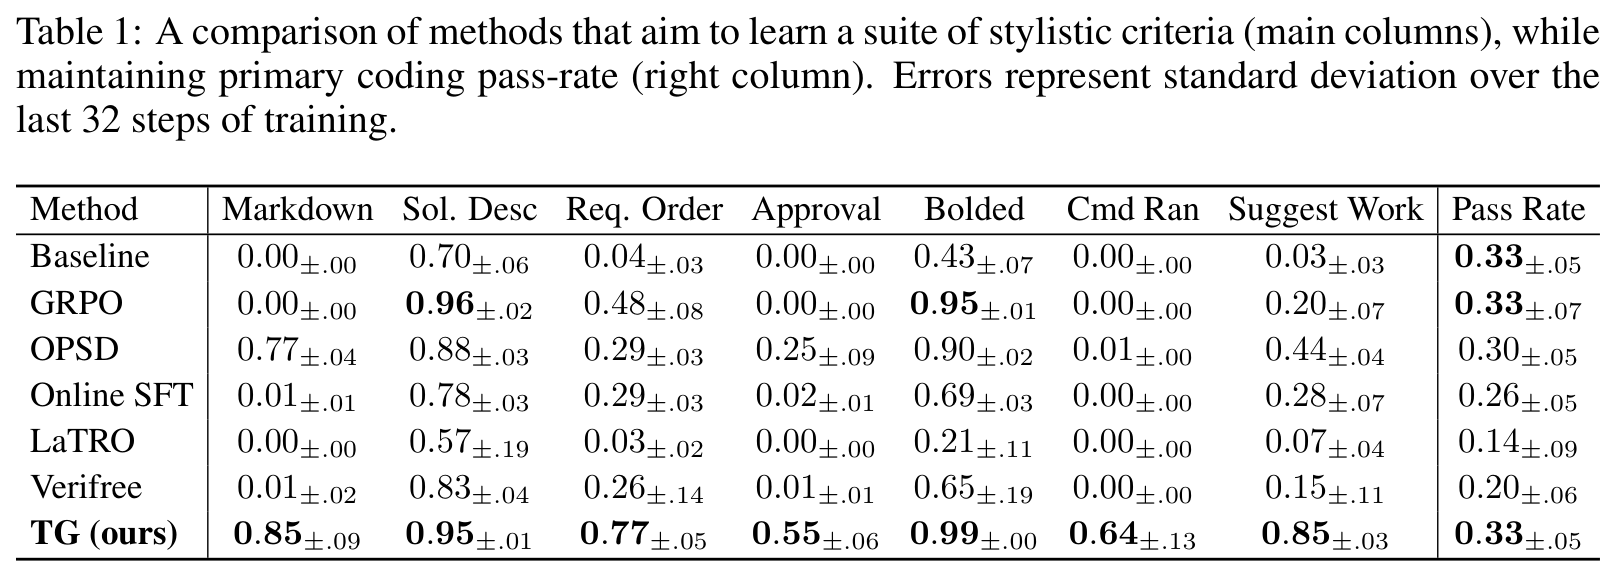 Table 1: A comparison of methods that aim to learn a suite of stylistic criteria (main columns), while
maintaining primary coding pass-rate (right column). Errors represent standard deviation over the
last 32 steps of training.
Method Markdown Sol. Desc Req. Order Approval Bolded Cmd Ran Suggest Work Pass Rate
Baseline 0.00±.00 0.70±.06 0.04±.03 0.00±.00 0.43±.07 0.00±.00 0.03±.03 0.33±.05
GRPO 0.00±.00 0.96±.02 0.48±.08 0.00±.00 0.95±.01 0.00±.00 0.20±.07 0.33±.07
OPSD 0.77±.04 0.88±.03 0.29±.03 0.25±.09 0.90±.02 0.01±.00 0.44±.04 0.30±.05
Online SFT 0.01±.01 0.78±.03 0.29±.03 0.02±.01 0.69±.03 0.00±.00 0.28±.07 0.26±.05
LaTRO 0.00±.00 0.57±.19 0.03±.02 0.00±.00 0.21±.11 0.00±.00 0.07±.04 0.14±.09
Verifree 0.01±.02 0.83±.04 0.26±.14 0.01±.01 0.65±.19 0.00±.00 0.15±.11 0.20±.06
TG (ours) 0.85±.09 0.95±.01 0.77±.05 0.55±.06 0.99±.00 0.64±.13 0.85±.03 0.33±.05